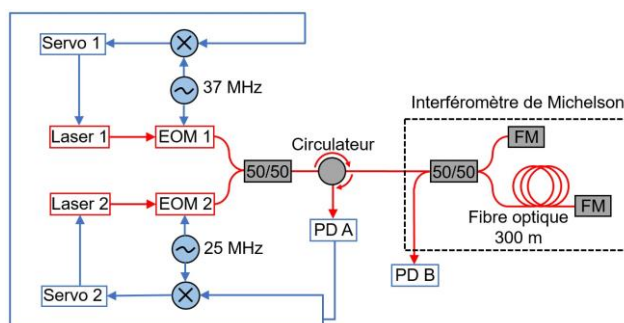 Servo 1
37 MHz
Interféromètre de Michelson
Laser 1
EOM 1
Circulateur
FM
50/50
50/50
Laser 2
EOM 2
FM
Fibre optique
300 m
PD A
25 MHz
PD B
Servo 2